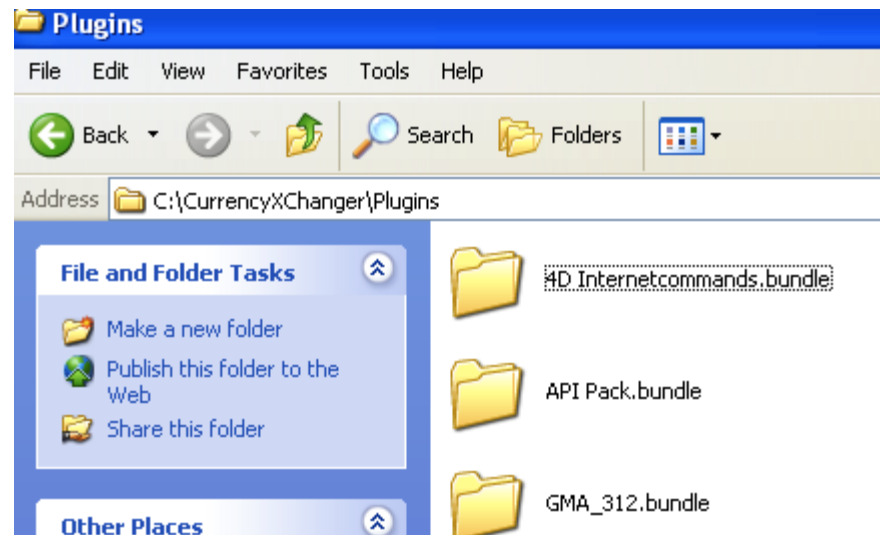 Plugins
File Edit View Favorites Tools Help
Back Search Folders
Address C:\CurrencyXChanger\Plugins
File and Folder Tasks
Make a new folder
Publish this folder to the
Web
Share this folder
Other Places
4D Internetcommands.bundle
API Pack.bundle
GMA_312.bundle